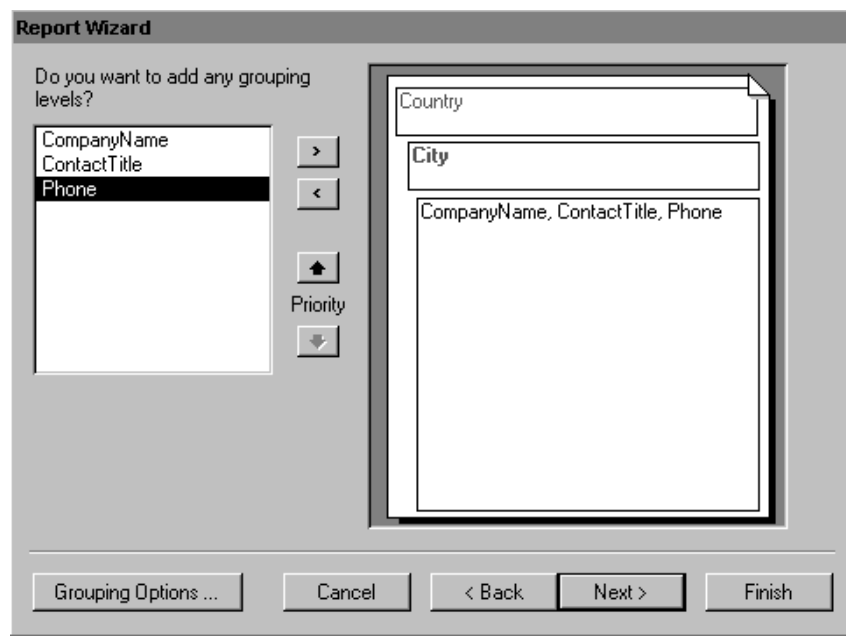 Report Wizard
Do you want to add any grouping
levels?
CompanyName
ContactTitle
Phone
>
<
Priority
Country
City
CompanyName, ContactTitle, Phone
Grouping Options ...
Cancel
< Back
Next >
Finish